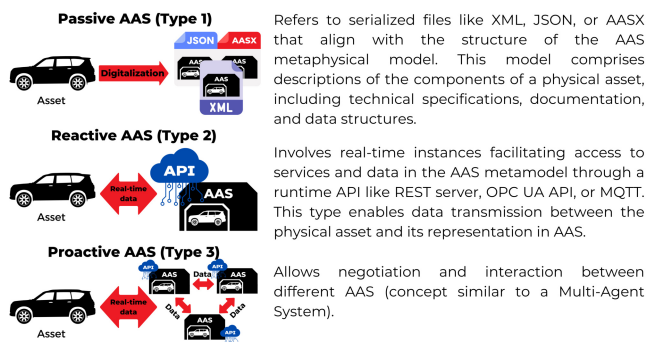 Passive AAS (Type 1)
JSON
AASX
AAS
AAS
AAS
XML
Digitalization
Asset
Refers to serialized files like XML, JSON, or AASX
that align with the structure of the AAS
metaphysical model. This model comprises
descriptions of the components of a physical asset,
including technical specifications, documentation,
and data structures.
Reactive AAS (Type 2)
API
AAS
Real-time
data
Asset
Involves real-time instances facilitating access to
services and data in the AAS metamodel through a
runtime API like REST server, OPC UA API, or MQTT.
This type enables data transmission between the
physical asset and its representation in AAS.
Proactive AAS (Type 3)
API
AAS
Data
API
AAS
Real-time
data
Data
Data
AAS
API
Asset
Allows negotiation and interaction between
different AAS (concept similar to a Multi-Agent
System).